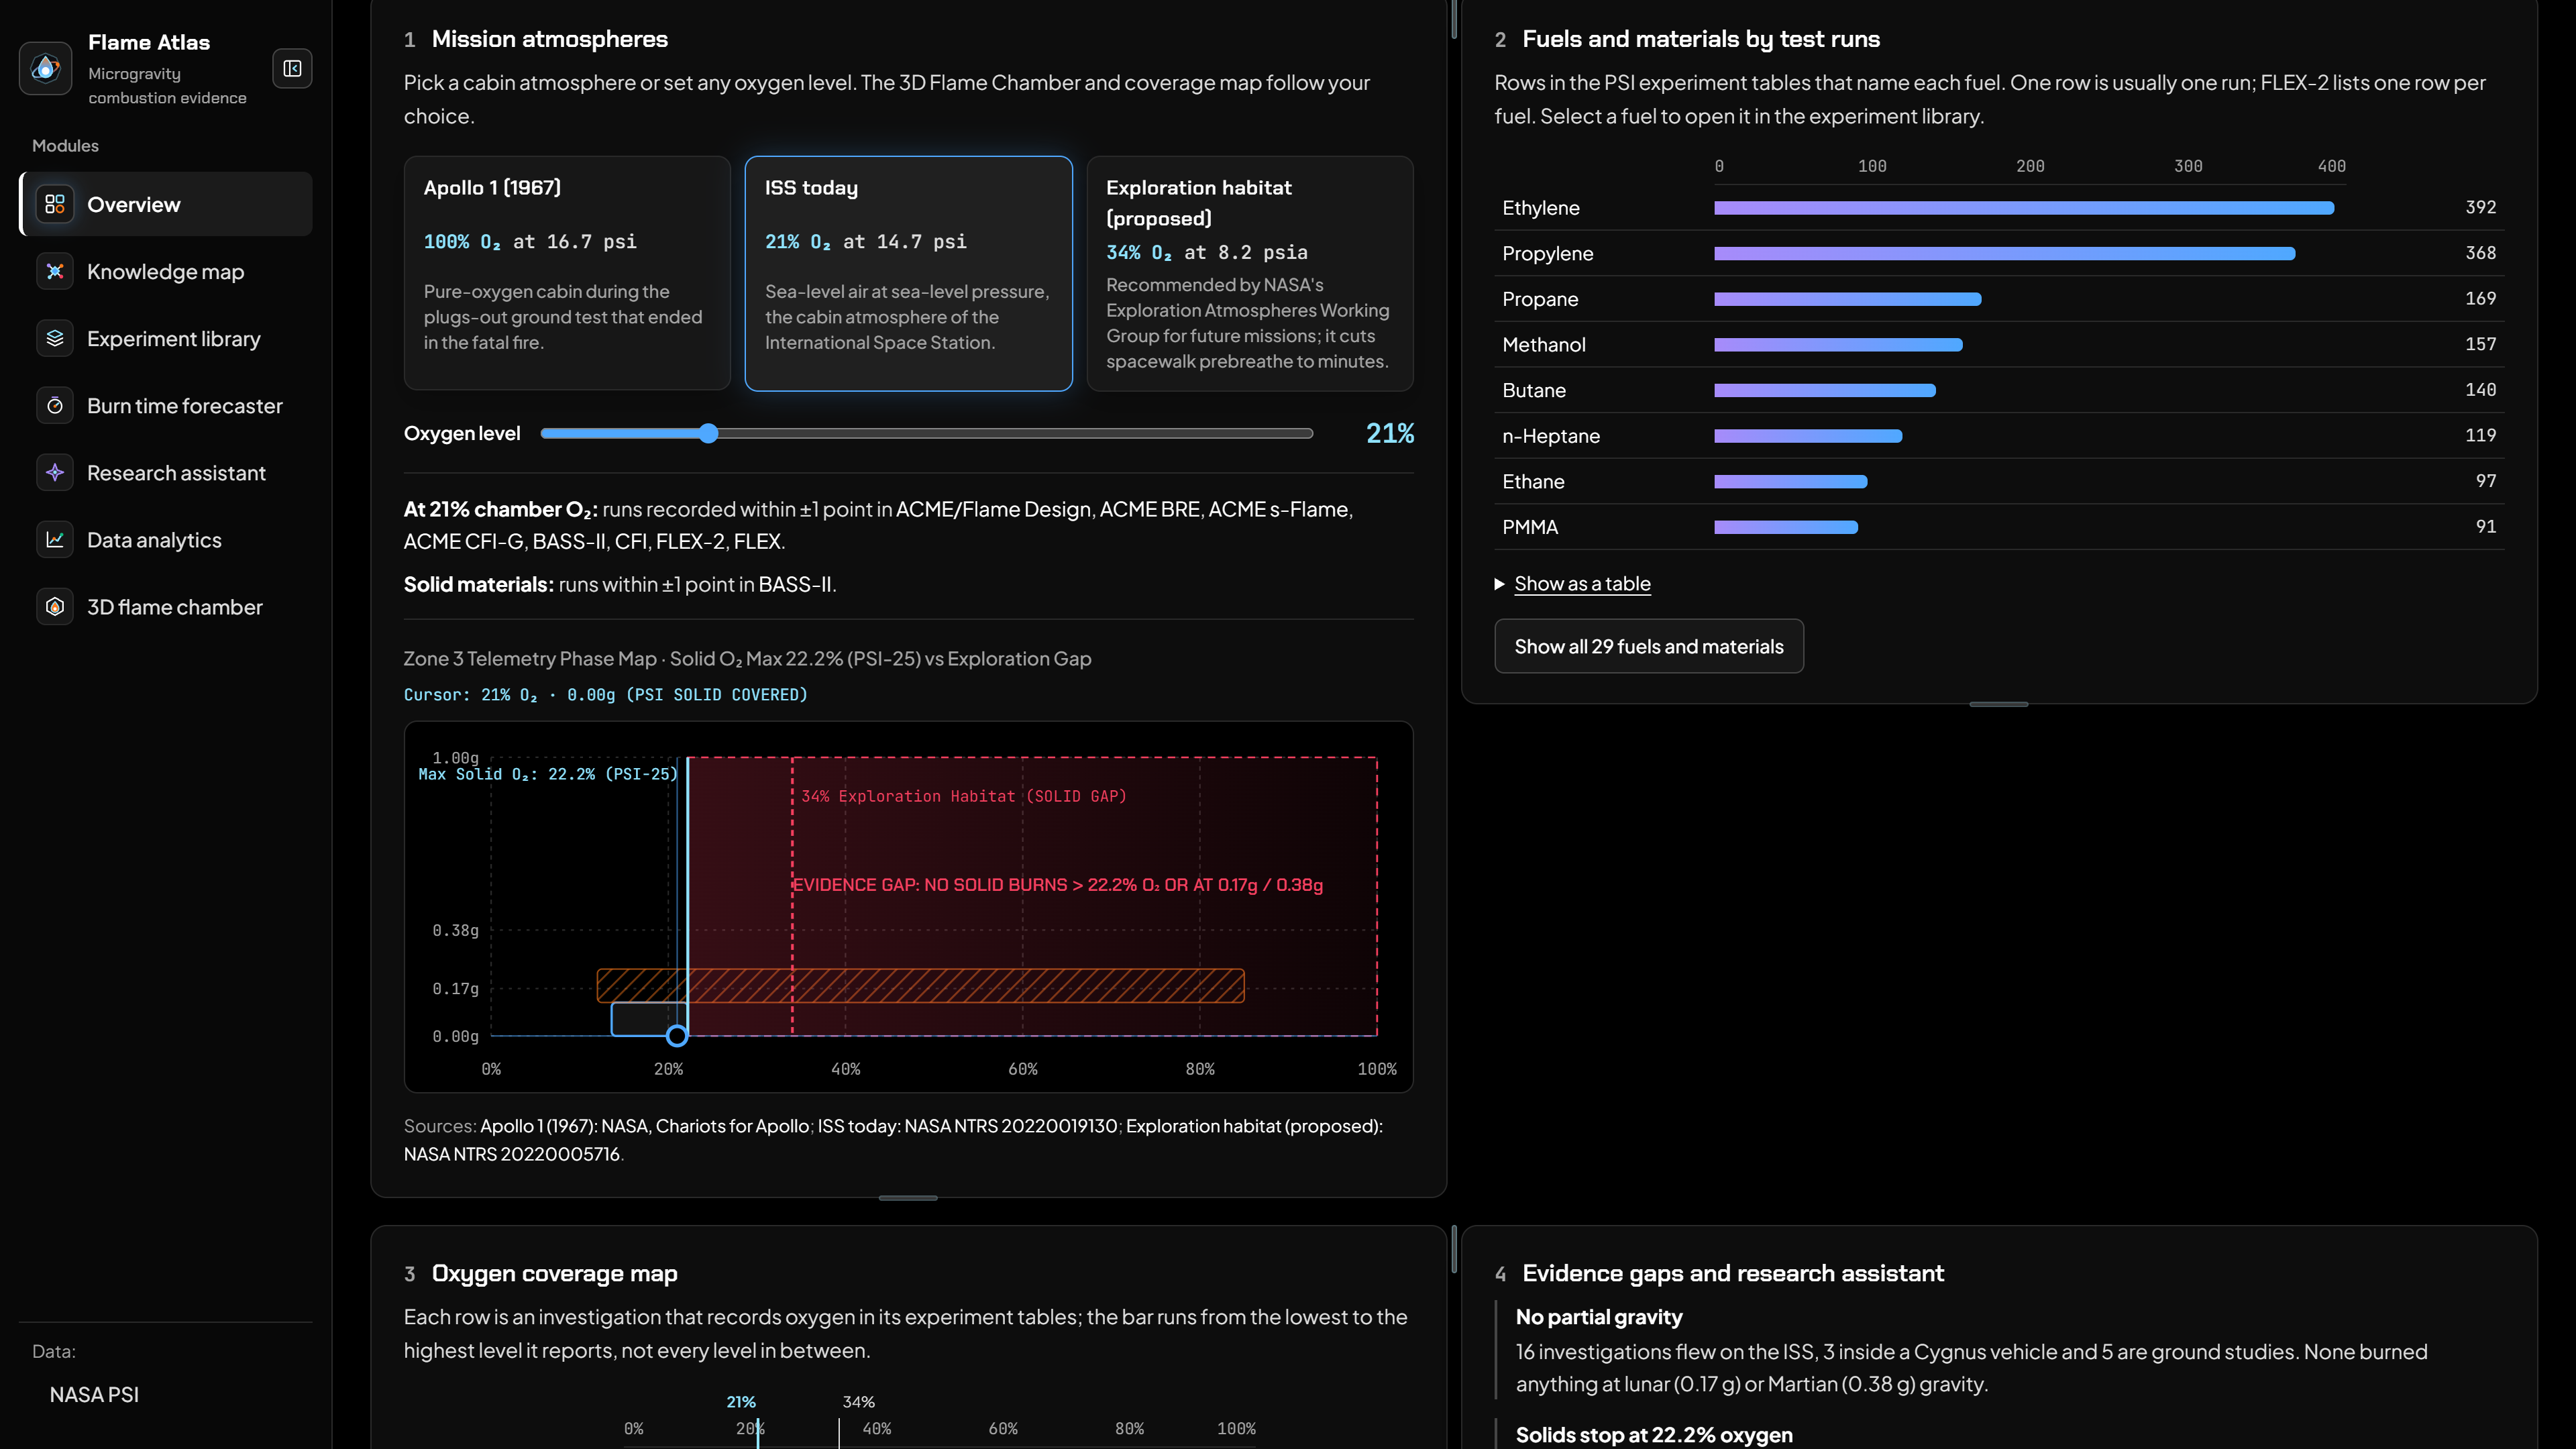 Flame Atlas
Microgravity
combustion evidence
Modules
Overview
Knowledge map
Experiment library
Burn time forecaster
Research assistant
Data analytics
3D flame chamber
Data:
NASA PSI
1 Mission atmospheres
Pick a cabin atmosphere or set any oxygen level. The 3D Flame Chamber and coverage map follow your
choice.
Apollo 1 (1967)
100% O₂ at 16.7 psi
Pure-oxygen cabin during the
plugs-out ground test that ended
in the fatal fire.
ISS today
21% O₂ at 14.7 psi
Sea-level air at sea-level pressure,
the cabin atmosphere of the
International Space Station.
Exploration habitat
(proposed)
34% O₂ at 8.2 psia
Recommended by NASA's
Exploration Atmospheres Working
Group for future missions; it cuts
spacewalk prebreathe to minutes.
Oxygen level 21%
At 21% chamber O₂: runs recorded within ±1 point in ACME/Flame Design, ACME BRE, ACME s-Flame,
ACME CFI-G, BASS-II, CFI, FLEX-2, FLEX.
Solid materials: runs within ±1 point in BASS-II.
Zone 3 Telemetry Phase Map · Solid O₂ Max 22.2% (PSI-25) vs Exploration Gap
Cursor: 21% O₂ · 0.00g (PSI SOLID COVERED)
1.00g
Max Solid O₂: 22.2% (PSI-25)
34% Exploration Habitat (SOLID GAP)
EVIDENCE GAP: NO SOLID BURNS > 22.2% O₂ OR AT 0.17g / 0.38g
0.38g
0.17g
0.00g
0% 20% 40% 60% 80% 100%
Sources: Apollo 1 (1967): NASA, Chariots for Apollo; ISS today: NASA NTRS 20220019130; Exploration habitat (proposed):
NASA NTRS 20220005716.
2 Fuels and materials by test runs
Rows in the PSI experiment tables that name each fuel. One row is usually one run; FLEX-2 lists one row per
fuel. Select a fuel to open it in the experiment library.
0 100 200 300 400
Ethylene 392
Propylene 368
Propane 169
Methanol 157
Butane 140
n-Heptane 119
Ethane 97
PMMA 91
Show as a table
Show all 29 fuels and materials
3 Oxygen coverage map
Each row is an investigation that records oxygen in its experiment tables; the bar runs from the lowest to the
highest level it reports, not every level in between.
21% 34%
0% 20% 40% 60% 80% 100%
4 Evidence gaps and research assistant
No partial gravity
16 investigations flew on the ISS, 3 inside a Cygnus vehicle and 5 are ground studies. None burned
anything at lunar (0.17 g) or Martian (0.38 g) gravity.
Solids stop at 22.2% oxygen